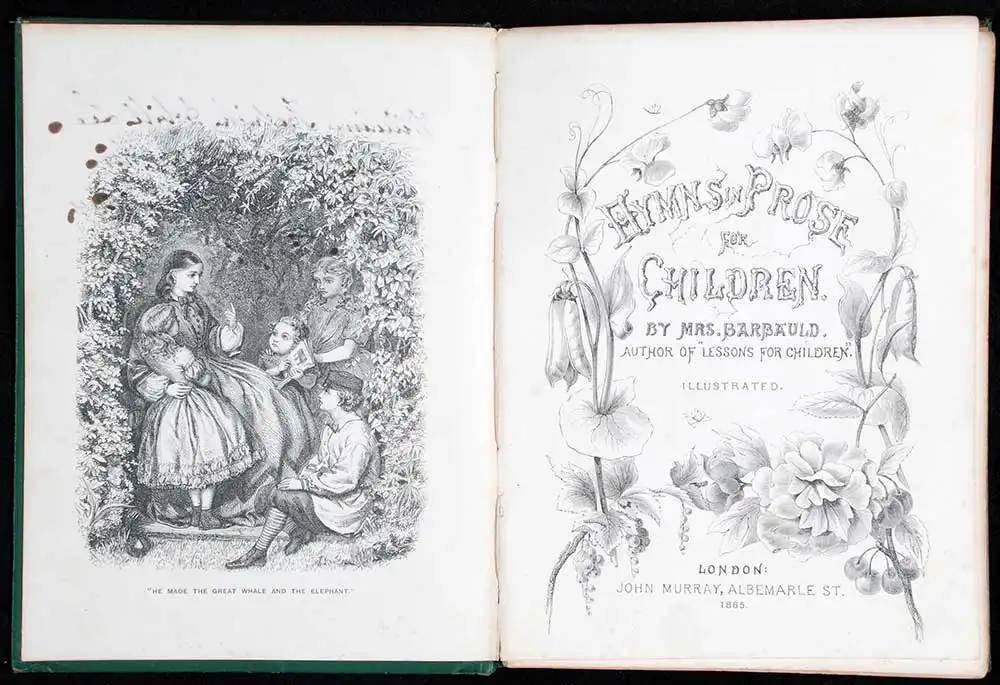 "HE MADE THE GREAT WHALE AND THE ELEPHANT."
HYMNS IN PROSE
FOR
CHILDREN.
BY MRS. BARBAULD.
AUTHOR OF "LESSONS FOR CHILDREN".
ILLUSTRATED.
LONDON:
JOHN MURRAY, ALBEMARLE ST.
1865.